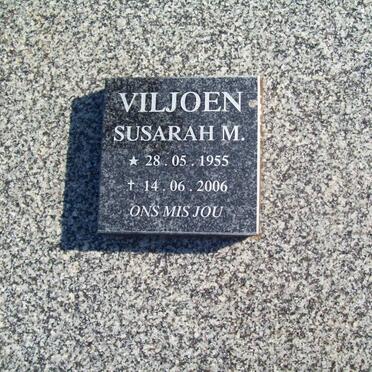 VILJOEN
SUSARAH M.
★ 28.05.1955
† 14.06.2006
ONS MIS JOU